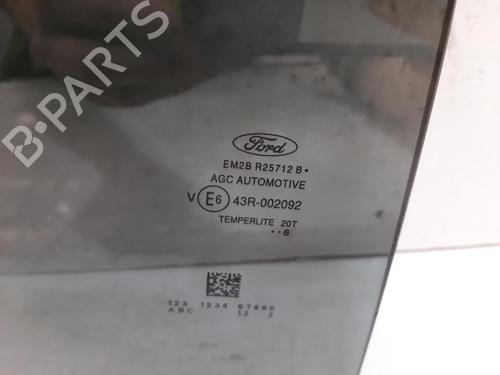 Ford
EM2B R25712 B•
AGC AUTOMOTIVE
V E6 43R-002092
TEMPERLITE 20T
••6
123 1234 67890
ABC 12 2
B-PARTS